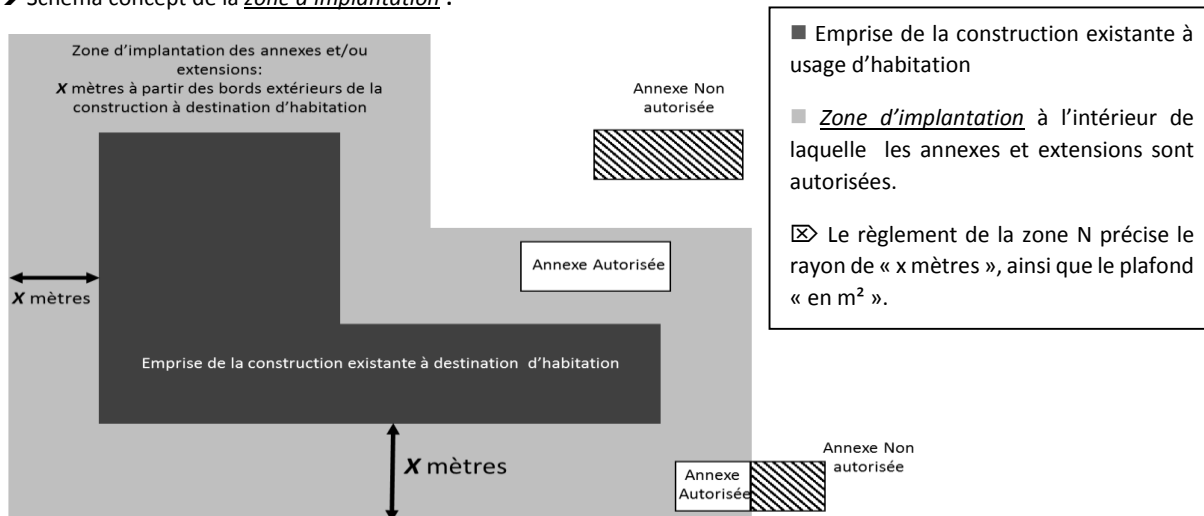 Schéma concept de la zone d'implantation :
Zone d'implantation des annexes et/ou
extensions:
X mètres à partir des bords extérieurs de la
construction à destination d'habitation
Annexe Non
autorisée
X mètres
Annexe Autorisée
Emprise de la construction existante à destination d'habitation
X mètres
Annexe
Autorisée
Annexe Non
autorisée
■ Emprise de la construction existante à
usage d'habitation
■ Zone d'implantation à l'intérieur de
laquelle les annexes et extensions sont
autorisées.
⌦ Le règlement de la zone N précise le
rayon de « x mètres », ainsi que le plafond
« en m² ».